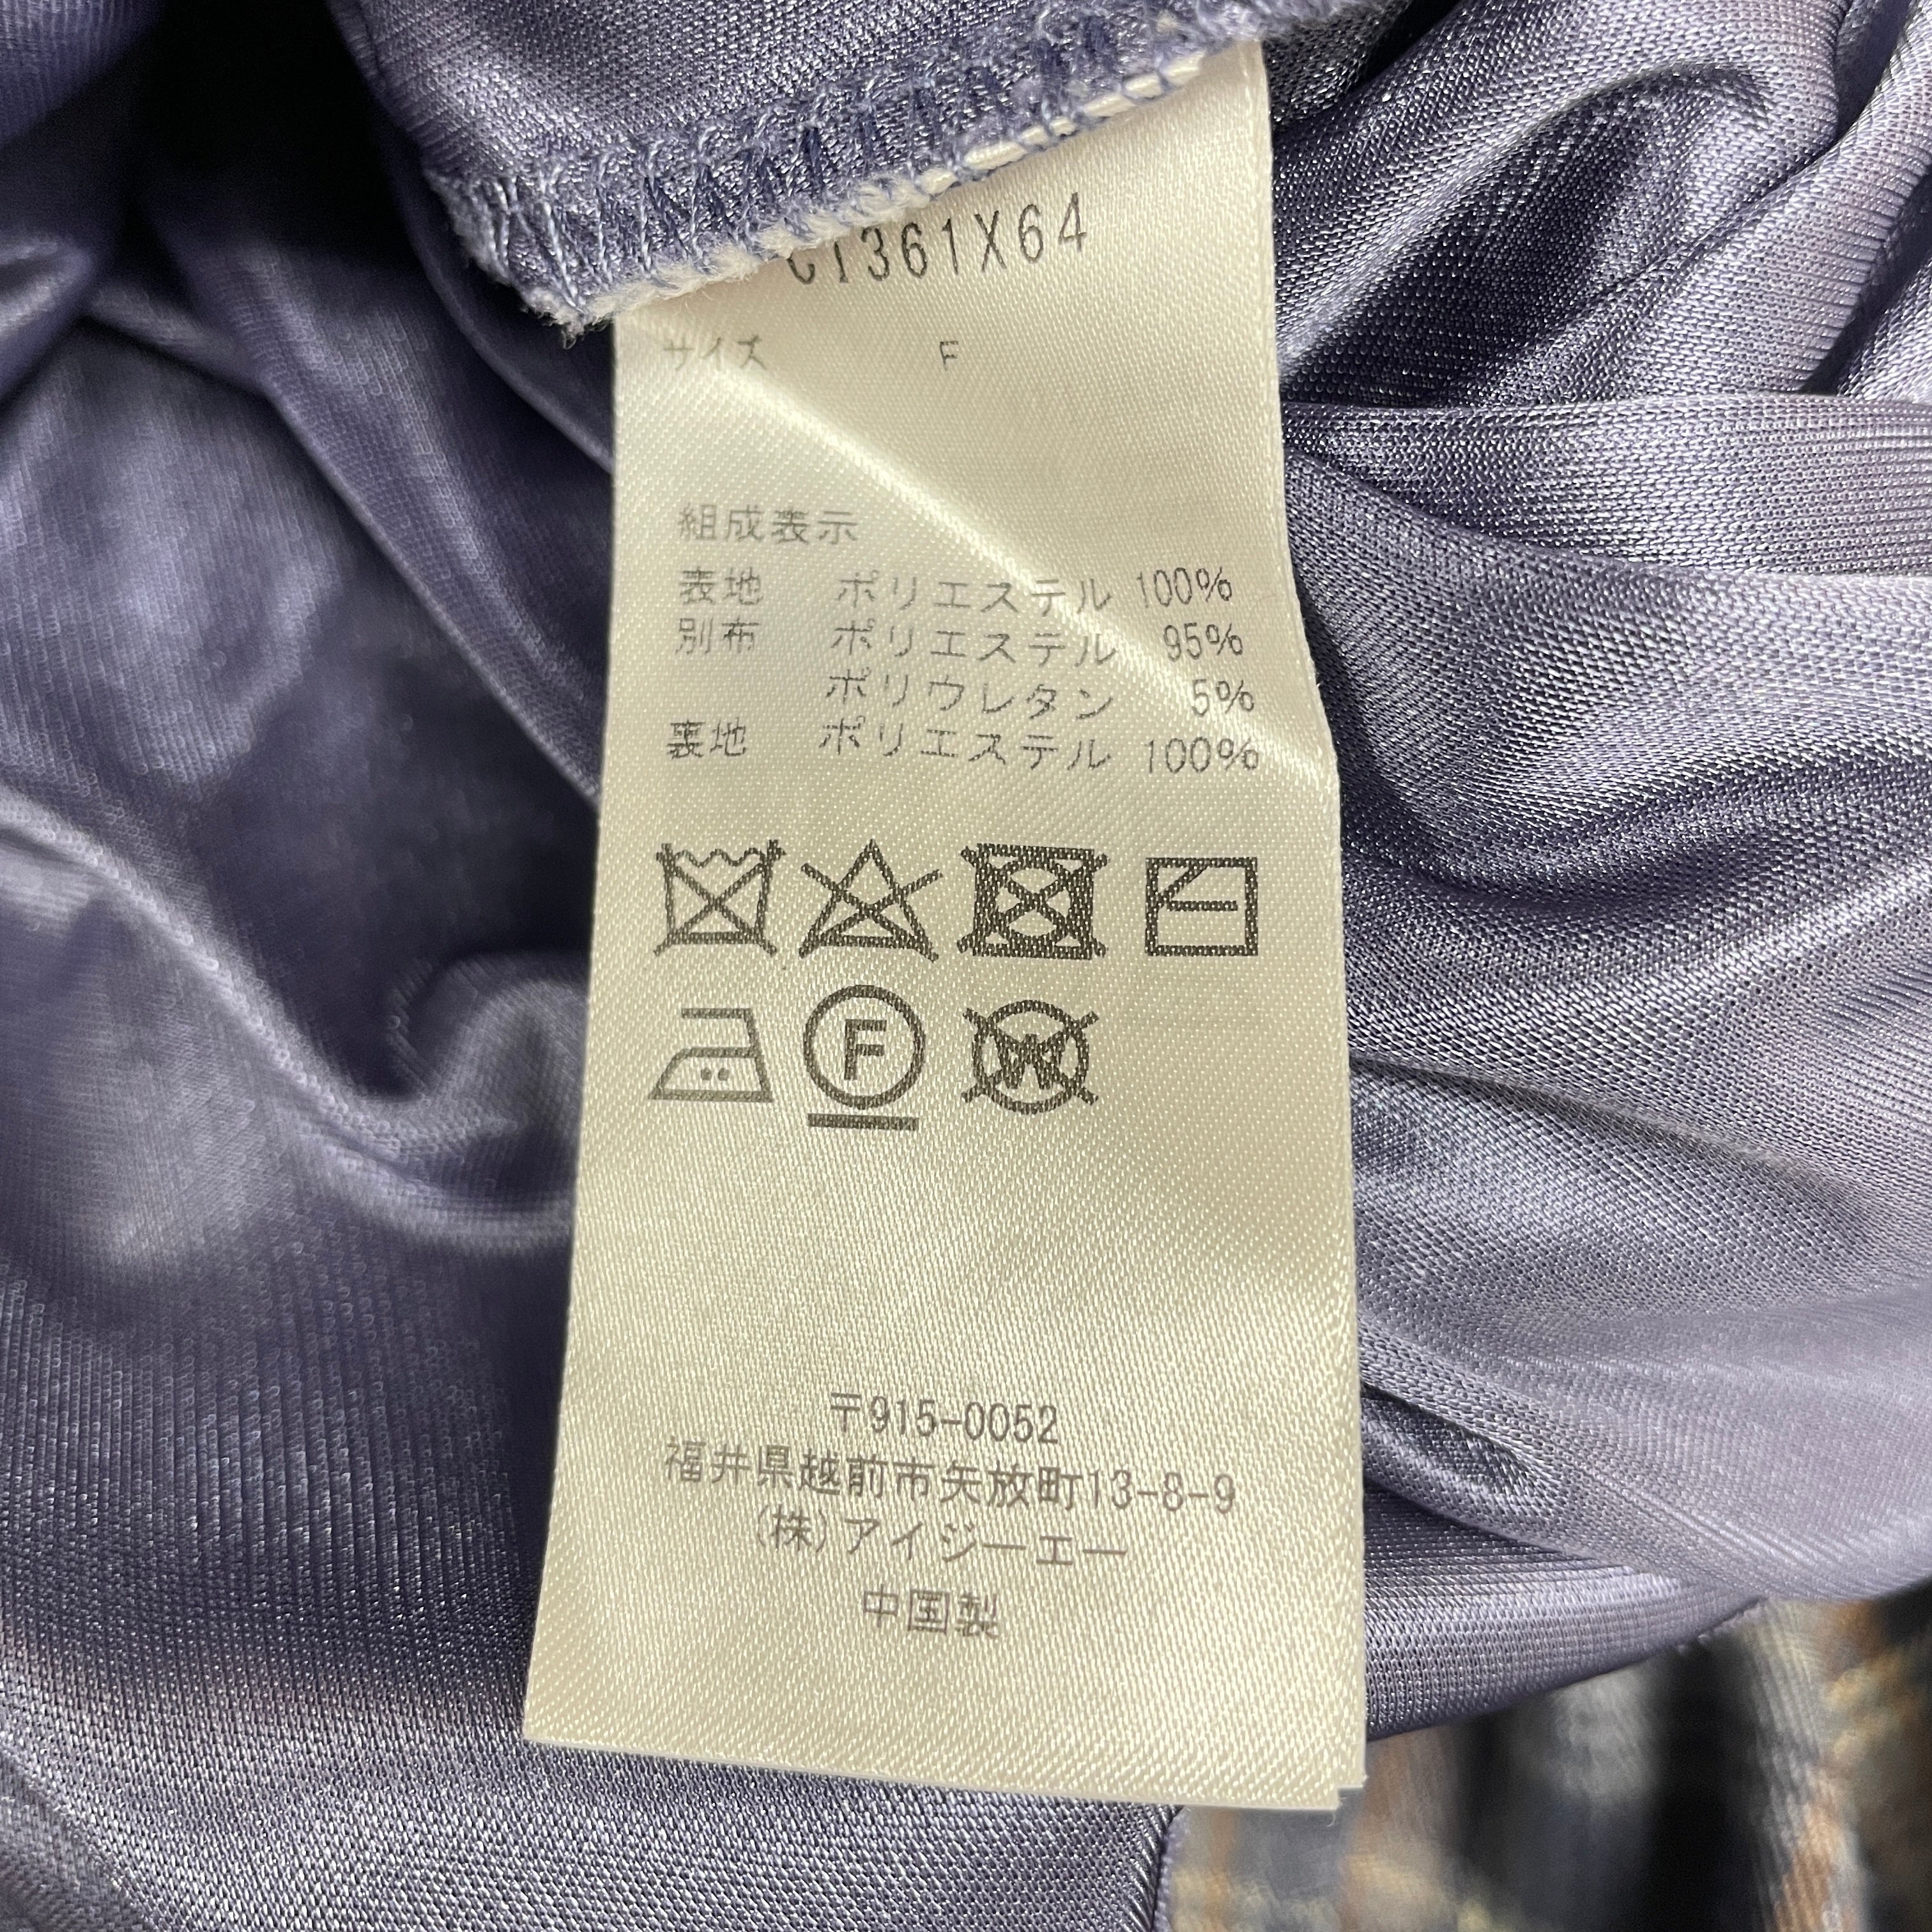 CT361X64
サイズ F
組成表示
表地 ポリエステル 100%
別布 ポリエステル 95%
ポリウレタン 5%
裏地 ポリエステル 100%
F W
〒915-0052
福井県越前市矢放町13-8-9
(株)アイジーエー
中国製